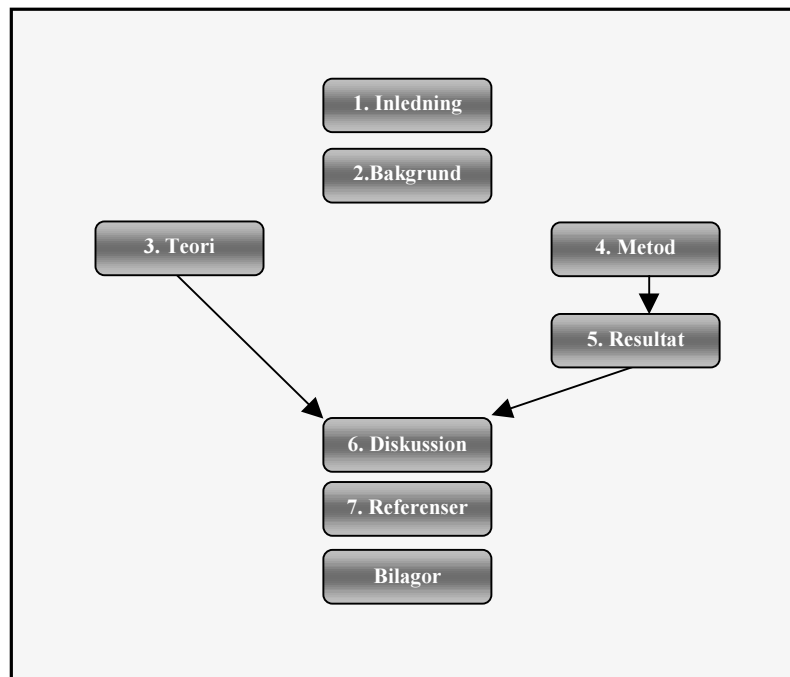 1. Inledning
2.Bakgrund
3. Teori
4. Metod
5. Resultat
6. Diskussion
7. Referenser
Bilagor